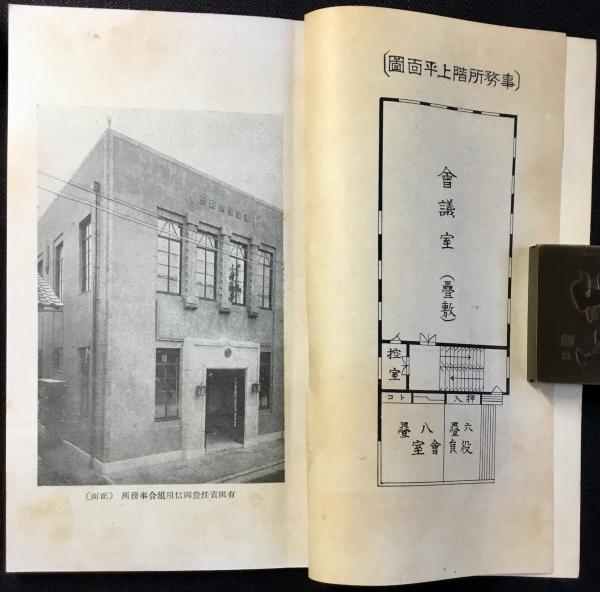 (事務所階上平面圖)
會議室(疊敷)
控室
コト
押入
八疊
會室
六疊
役員
有限責任豊岡信用組合事務所 (正面)